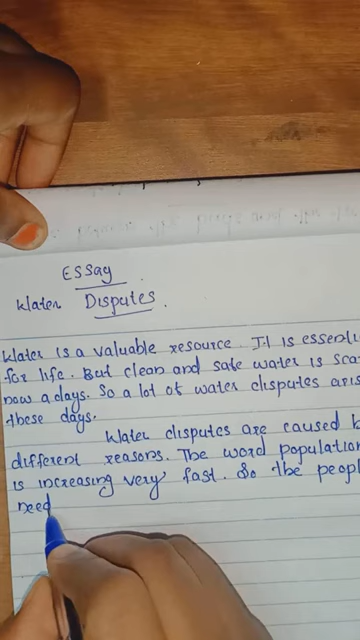 Essay
Water Disputes.
Water is a valuable resource. It is essenti
for life. But clean and safe water is sca
now a days. So a lot of water disputes aris
these days.
Water disputes are caused b
different reasons. The word population
is increasing very fast. So the peopl
need